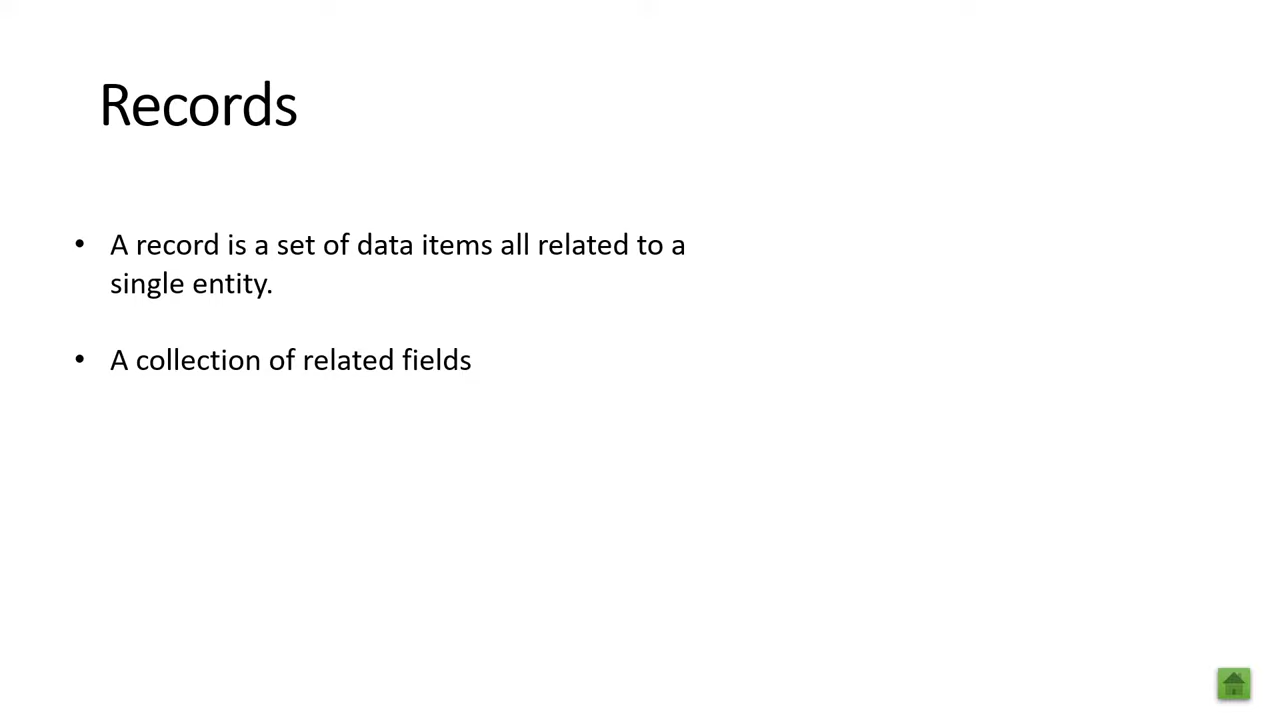 Records
• A record is a set of data items all related to a
single entity.
• A collection of related fields